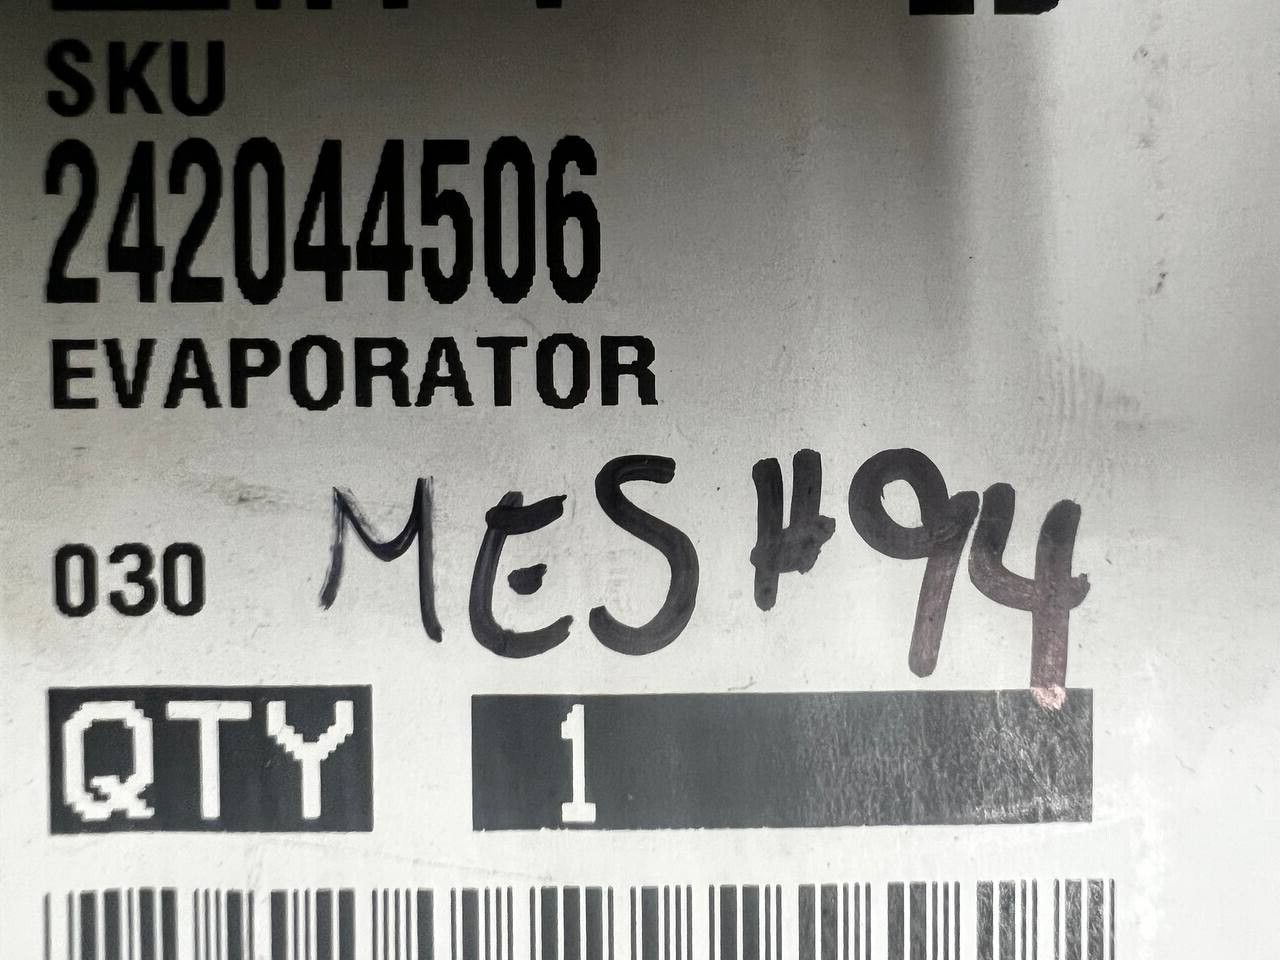 SKU
242044506
EVAPORATOR
030 MES #94
QTY 1